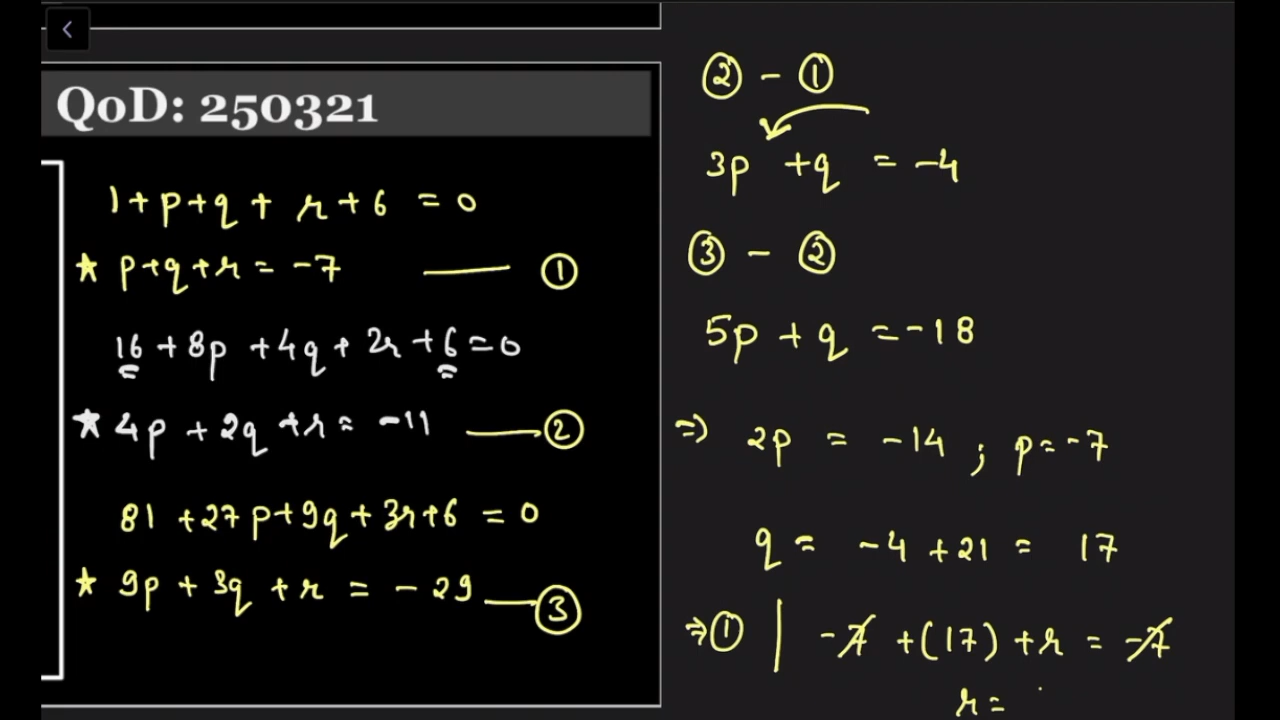 QoD: 250321
1+p+q+r+6 = 0
★ p+q+r = -7 —— ①
16+8p+4q+2r+6=0
★ 4p+2q+r = -11 —— ②
81+27p+9q+3r+6 = 0
★ 9p+3q+r = -29 —— ③
② - ①
3p+q = -4
③ - ②
5p+q = -18
⇒ 2p = -14 ; p=-7
q = -4+21 = 17
⇒① | -7+(17)+r = -7
r =